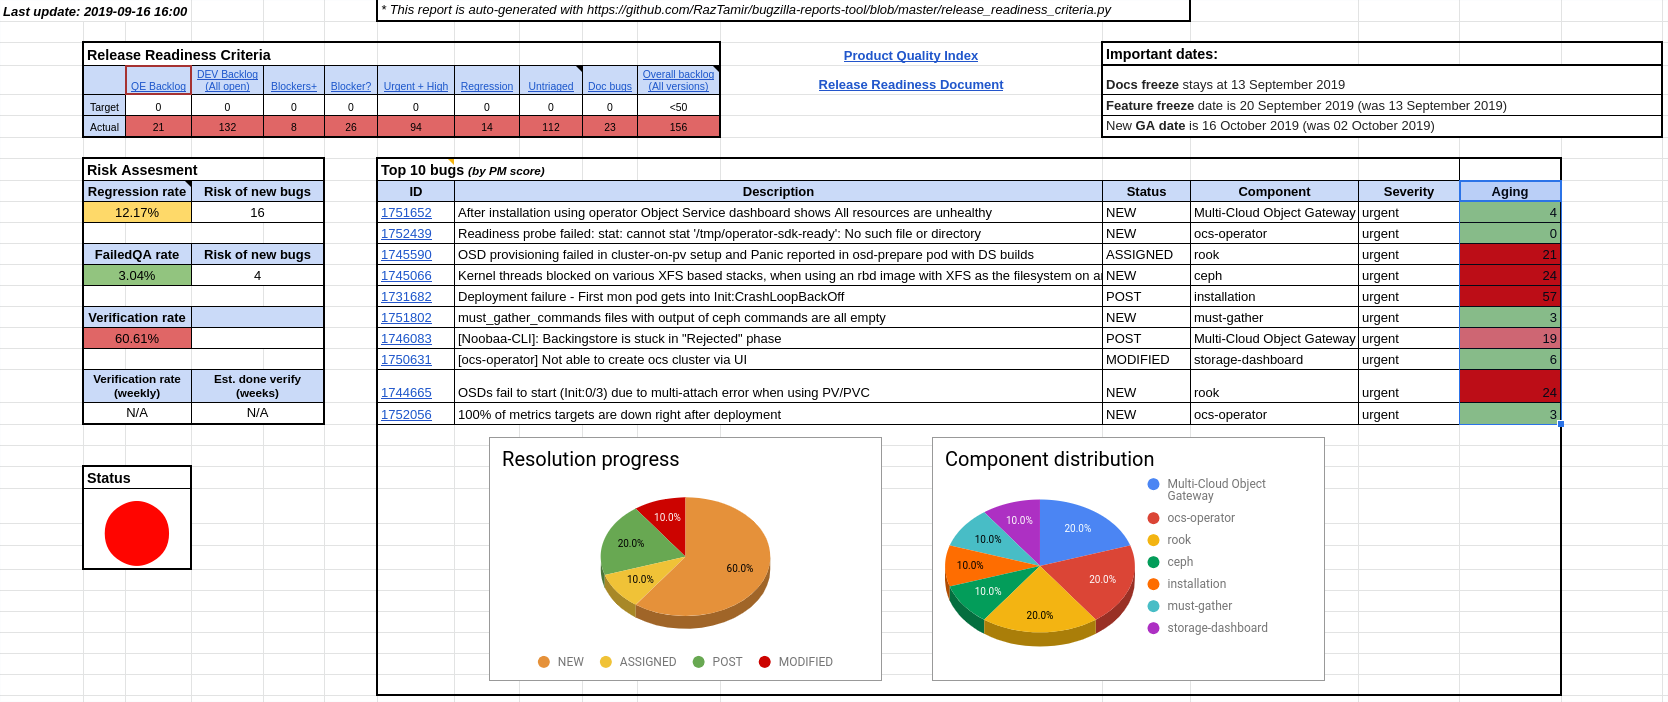 Last update: 2019-09-16 16:00
* This report is auto-generated with https://github.com/RazTamir/bugzilla-reports-tool/blob/master/release_readiness_criteria.py
Release Readiness Criteria
QE Backlog DEV Backlog (All open) Blockers+ Blocker? Urgent + High Regression Untriaged Doc bugs Overall backlog (All versions)
Target 0 0 0 0 0 0 0 0 <50
Actual 21 132 8 26 94 14 112 23 156
Product Quality Index
Release Readiness Document
Important dates:
Docs freeze stays at 13 September 2019
Feature freeze date is 20 September 2019 (was 13 September 2019)
New GA date is 16 October 2019 (was 02 October 2019)
Risk Assesment
Regression rate Risk of new bugs
12.17% 16
FailedQA rate Risk of new bugs
3.04% 4
Verification rate
60.61%
Verification rate (weekly) Est. done verify (weeks)
N/A N/A
Status
Top 10 bugs (by PM score)
ID Description Status Component Severity Aging
1751652 After installation using operator Object Service dashboard shows All resources are unhealthy NEW Multi-Cloud Object Gateway urgent 4
1752439 Readiness probe failed: stat: cannot stat '/tmp/operator-sdk-ready': No such file or directory NEW ocs-operator urgent 0
1745590 OSD provisioning failed in cluster-on-pv setup and Panic reported in osd-prepare pod with DS builds ASSIGNED rook urgent 21
1745066 Kernel threads blocked on various XFS based stacks, when using an rbd image with XFS as the filesystem on NEW ceph urgent 24
1731682 Deployment failure - First mon pod gets into Init:CrashLoopBackOff POST installation urgent 57
1751802 must_gather_commands files with output of ceph commands are all empty NEW must-gather urgent 3
1746083 [Noobaa-CLI]: Backingstore is stuck in "Rejected" phase POST Multi-Cloud Object Gateway urgent 19
1750631 [ocs-operator] Not able to create ocs cluster via UI MODIFIED storage-dashboard urgent 6
1744665 OSDs fail to start (Init:0/3) due to multi-attach error when using PV/PVC NEW rook urgent 24
1752056 100% of metrics targets are down right after deployment NEW ocs-operator urgent 3
Resolution progress
10.0%
20.0%
60.0%
10.0%
NEW ASSIGNED POST MODIFIED
Component distribution
10.0%
20.0%
10.0%
10.0%
20.0%
10.0%
20.0%
Multi-Cloud Object
Gateway
ocs-operator
rook
ceph
installation
must-gather
storage-dashboard